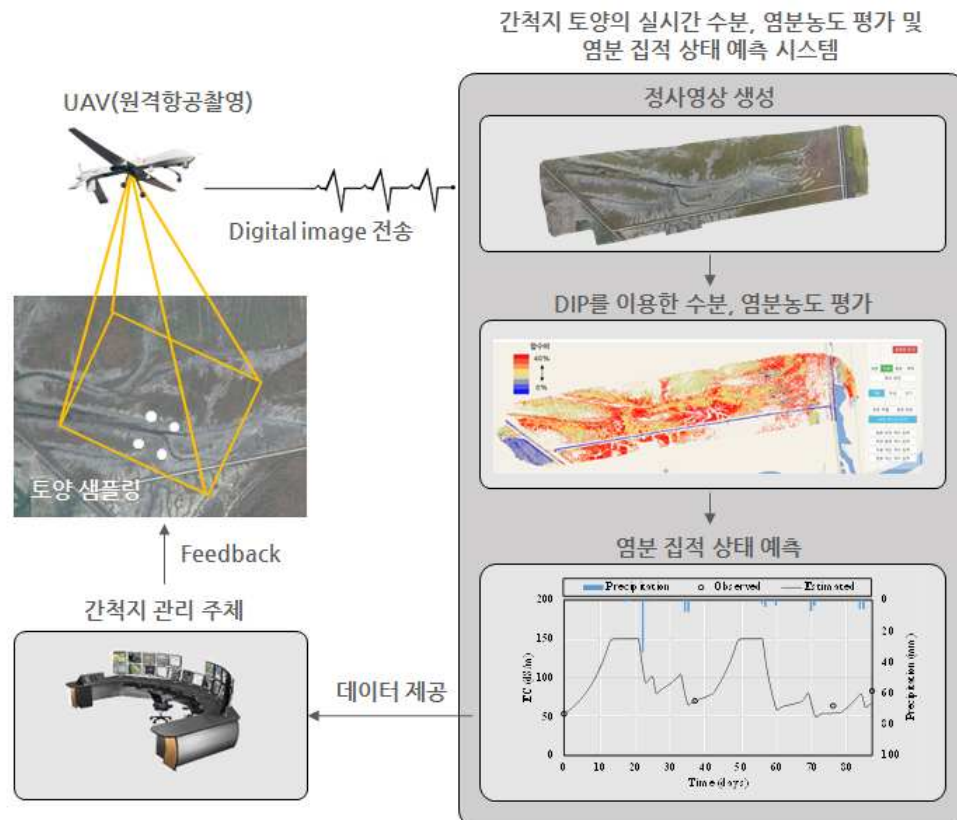 간척지 토양의 실시간 수분, 염분농도 평가 및
염분 집적 상태 예측 시스템
UAV(원격항공촬영)
정사영상 생성
Digital image 전송
DIP를 이용한 수분, 염분농도 평가
함수비
40%
0%
토양 샘플링
Feedback
염분 집적 상태 예측
간척지 관리 주체
데이터 제공
Precipitation
Observed
Estimated
200
150
100
50
0
EC (dS/m)
0
20
40
60
80
100
Precipitation (mm)
0
10
20
30
40
50
60
70
80
Time (days)